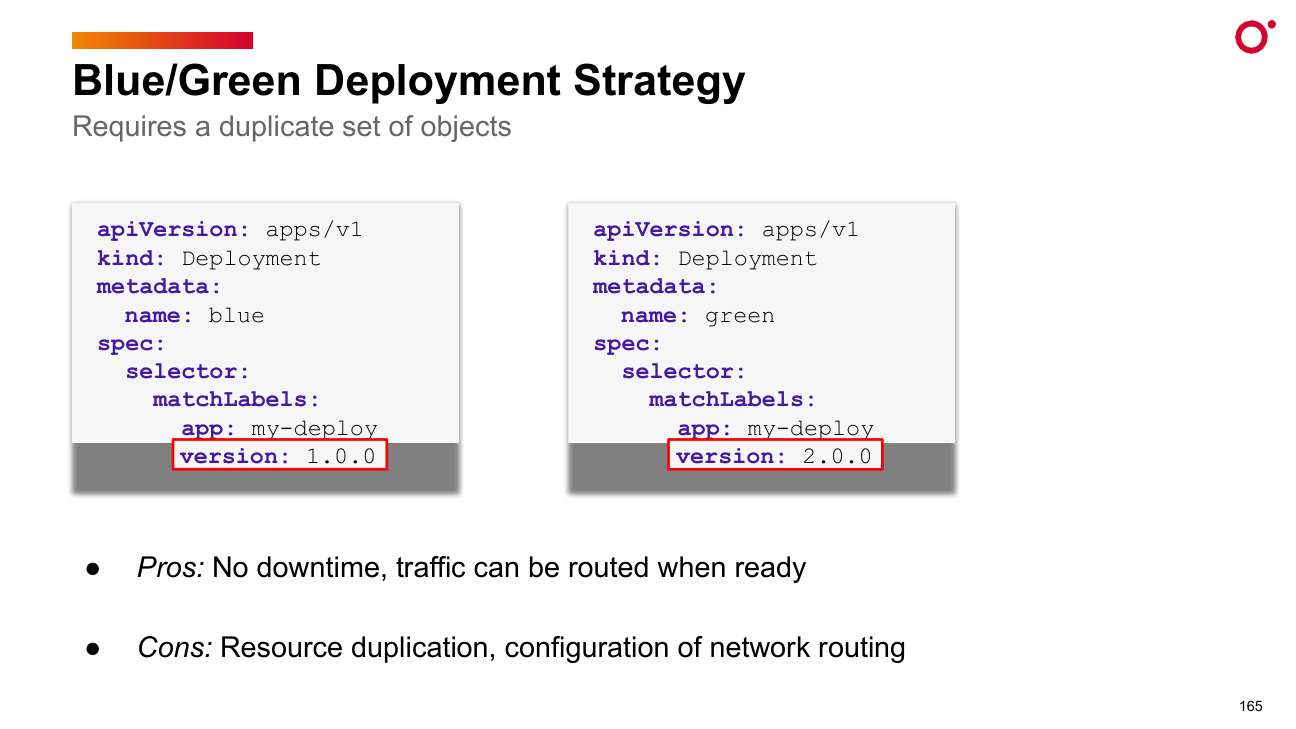 Blue/Green Deployment Strategy
Requires a duplicate set of objects
apiVersion: apps/v1
kind: Deployment
metadata:
  name: blue
spec:
  selector:
    matchLabels:
      app: my-deploy
      version: 1.0.0
apiVersion: apps/v1
kind: Deployment
metadata:
  name: green
spec:
  selector:
    matchLabels:
      app: my-deploy
      version: 2.0.0
● Pros: No downtime, traffic can be routed when ready
● Cons: Resource duplication, configuration of network routing
165